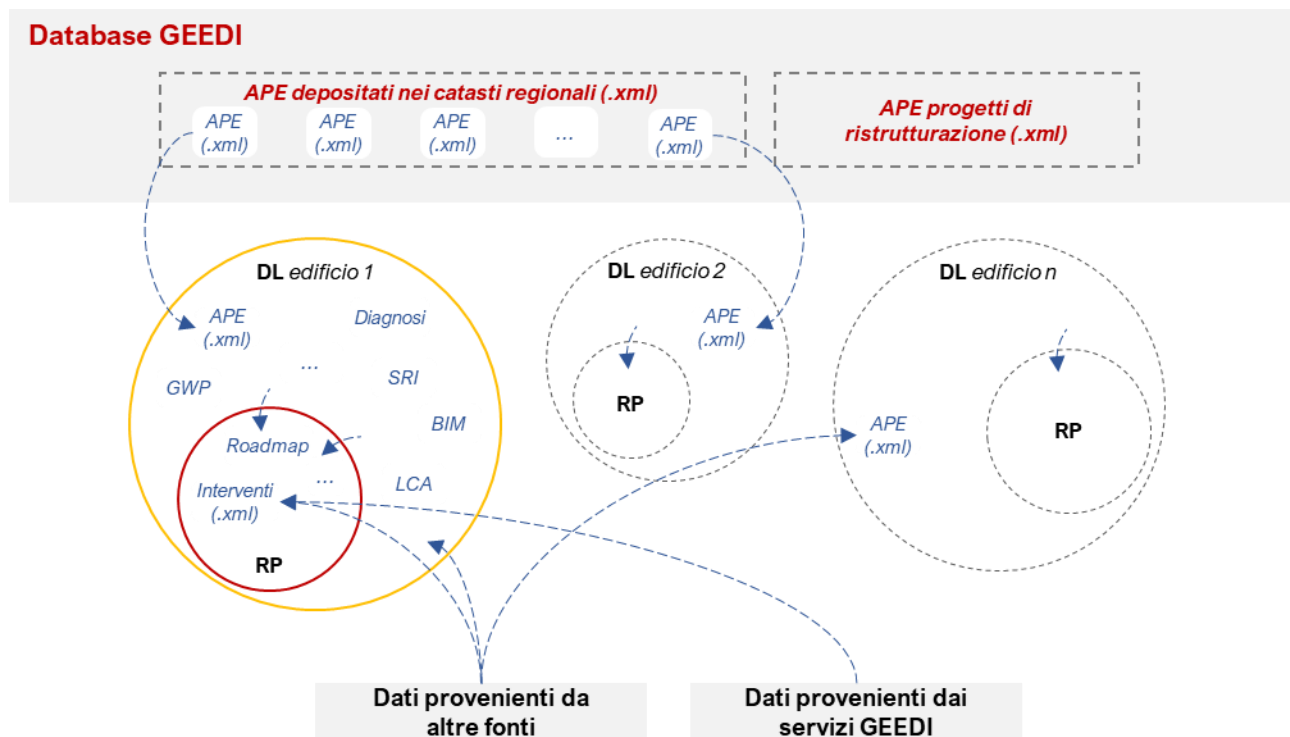 Database GEEDI
APE depositati nei catasti regionali (.xml)
APE
(.xml)
APE
(.xml)
APE
(.xml)
...
APE
(.xml)
APE progetti di
ristrutturazione (.xml)
DL edificio 1
APE
(.xml)
Diagnosi
...
GWP
SRI
BIM
Roadmap
...
LCA
Interventi
(.xml)
RP
DL edificio 2
APE
(.xml)
RP
DL edificio n
APE
(.xml)
RP
Dati provenienti da
altre fonti
Dati provenienti dai
servizi GEEDI